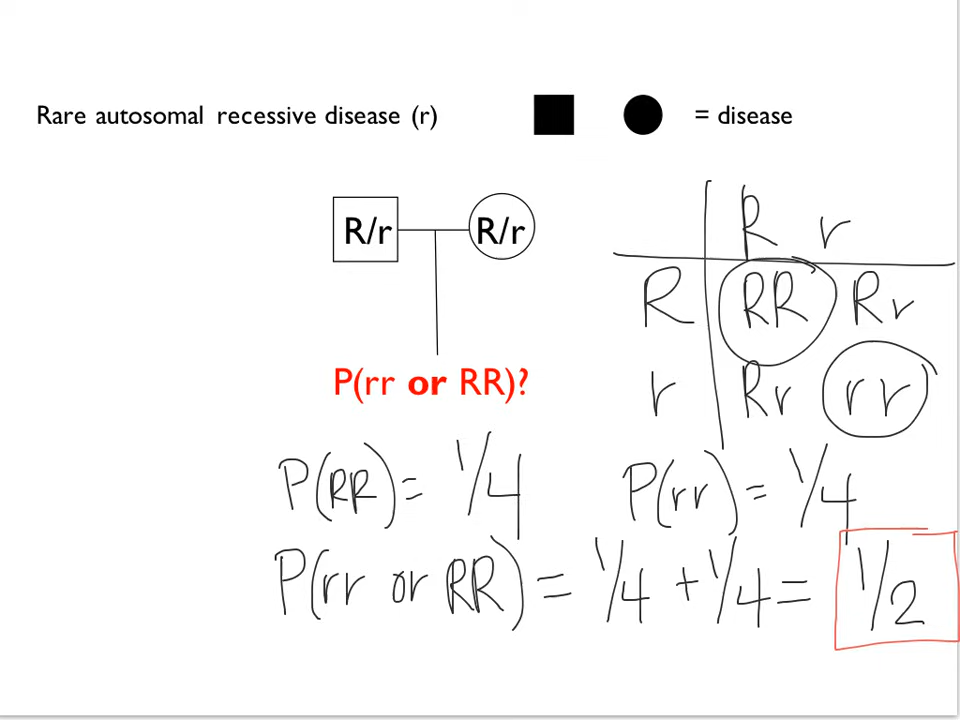 Rare autosomal recessive disease (r) = disease
R/r R/r
R r
R RR Rr
r Rr rr
P(rr or RR)?
P(RR) = 1/4 P(rr) = 1/4
P(rr or RR) = 1/4 + 1/4 = 1/2